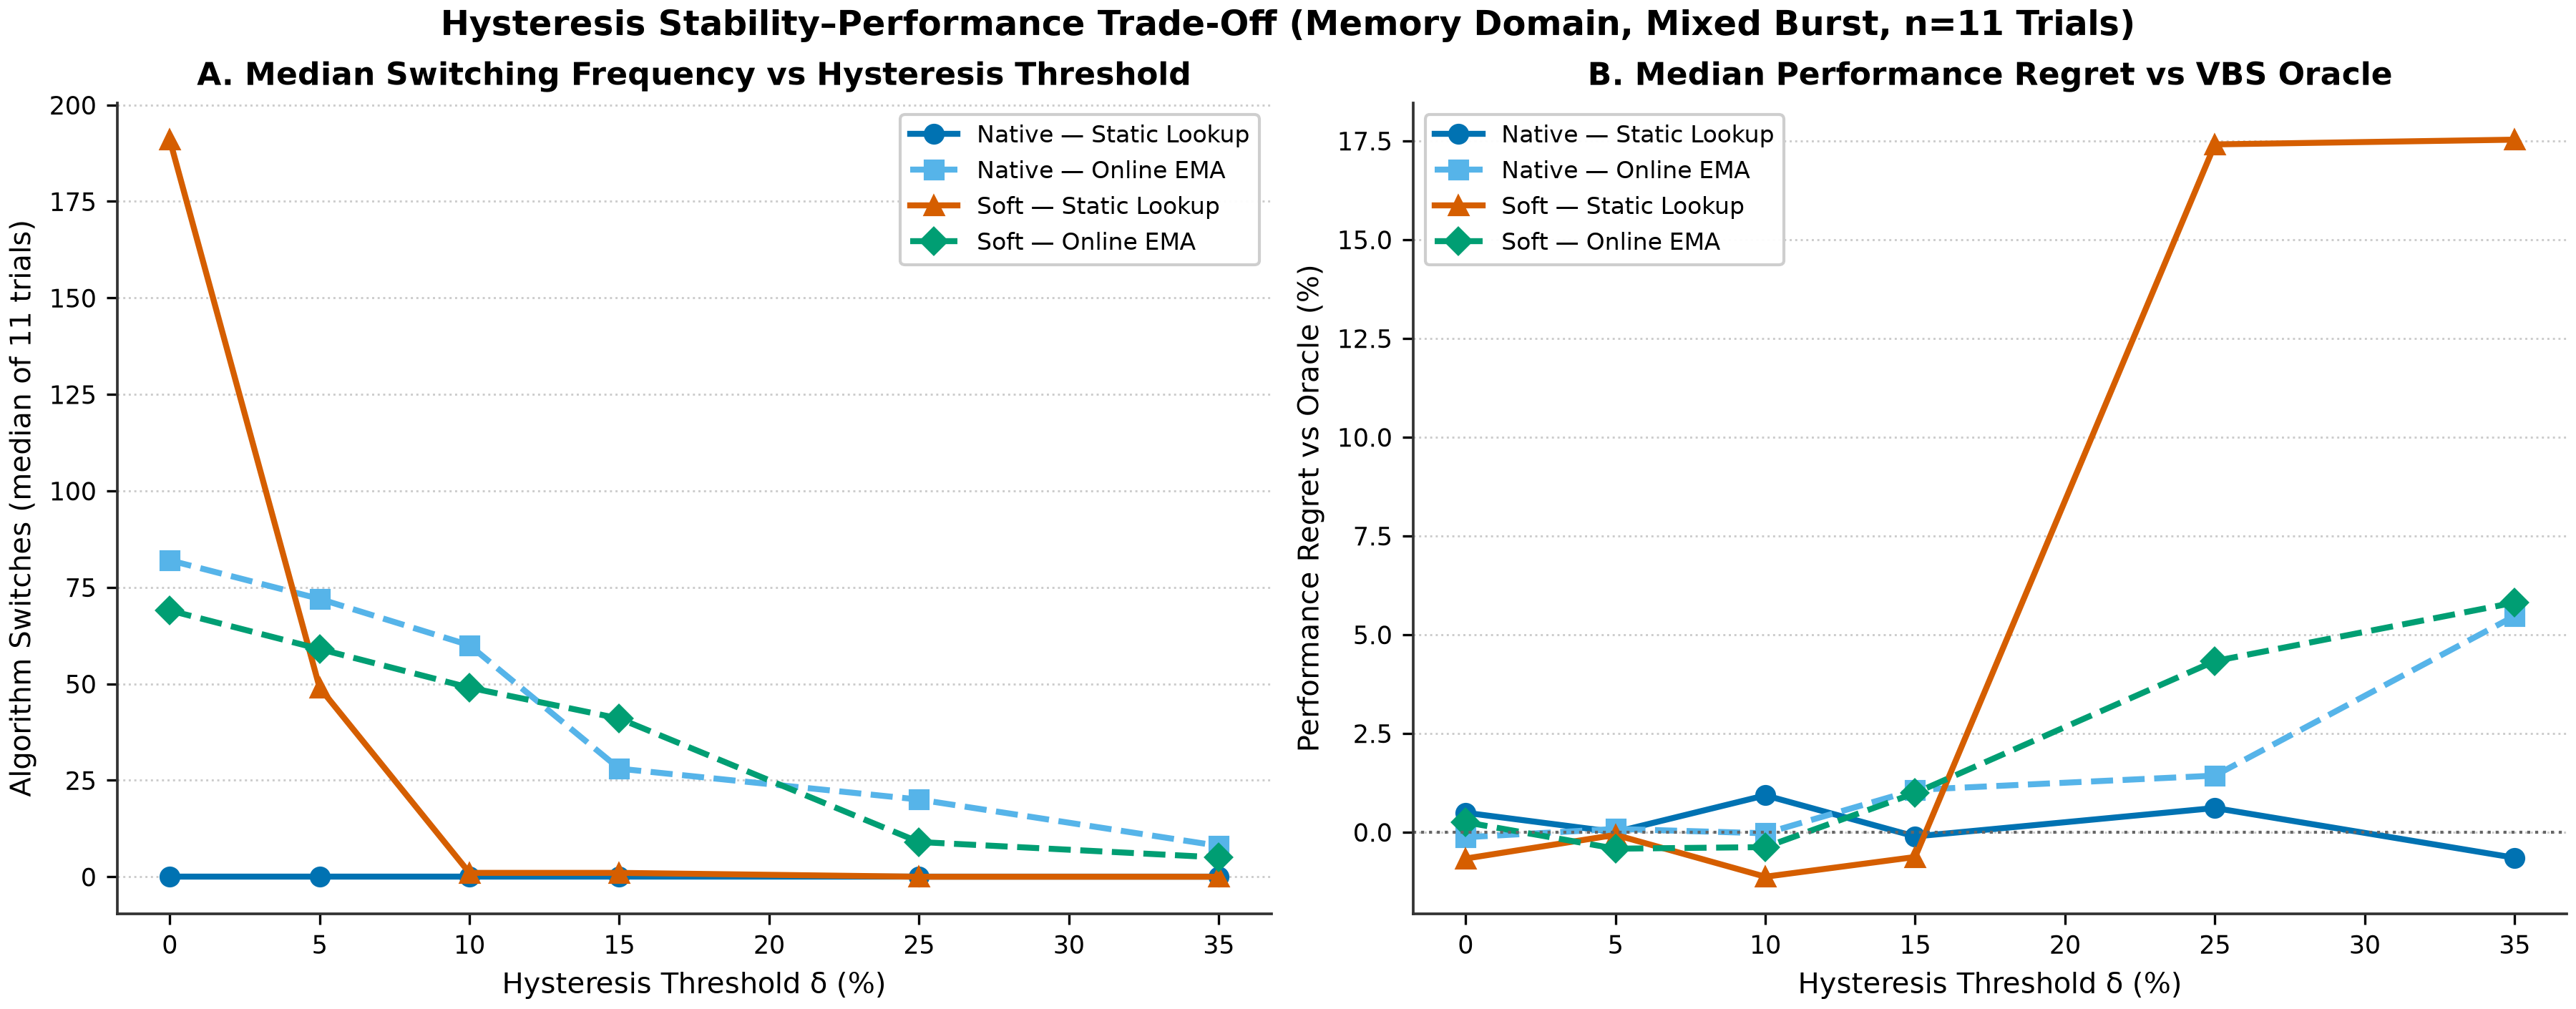 Hysteresis Stability–Performance Trade-Off (Memory Domain, Mixed Burst, n=11 Trials)
A. Median Switching Frequency vs Hysteresis Threshold
Algorithm Switches (median of 11 trials)
200
175
150
125
100
75
50
25
0
Native — Static Lookup
Native — Online EMA
Soft — Static Lookup
Soft — Online EMA
0 5 10 15 20 25 30 35
Hysteresis Threshold δ (%)
B. Median Performance Regret vs VBS Oracle
Performance Regret vs Oracle (%)
17.5
15.0
12.5
10.0
7.5
5.0
2.5
0.0
Native — Static Lookup
Native — Online EMA
Soft — Static Lookup
Soft — Online EMA
0 5 10 15 20 25 30 35
Hysteresis Threshold δ (%)